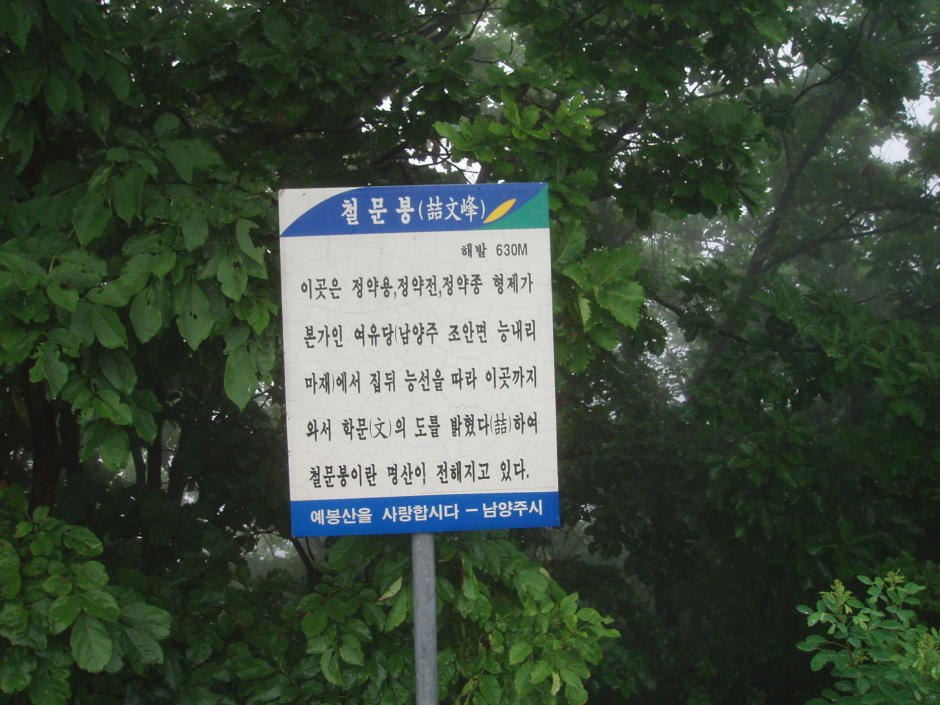 철문봉(喆文峰)
해발 630M
이곳은 정약용,정약전,정약종 형제가
본가인 여유당(남양주 조안면 능내리
마재)에서 집뒤 능선을 따라 이곳까지
와서 학문(文)의 도를 밝혔다(喆)하여
철문봉이란 명산이 전해지고 있다.
예봉산을 사랑합시다 - 남양주시